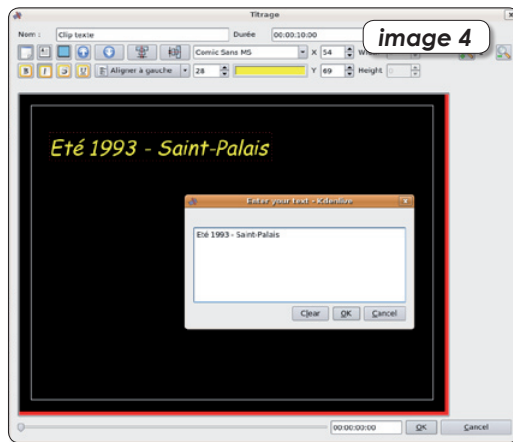 Titrage
Nom : Clip texte Durée 00:00:10:00
image 4
Comic Sans MS X 54
Aligner à gauche 28 Y 69 Height 0
Eté 1993 - Saint-Palais
Enter your text - Kdenlive
Eté 1993 - Saint-Palais
Clear OK Cancel
00:00:00:00 OK Cancel